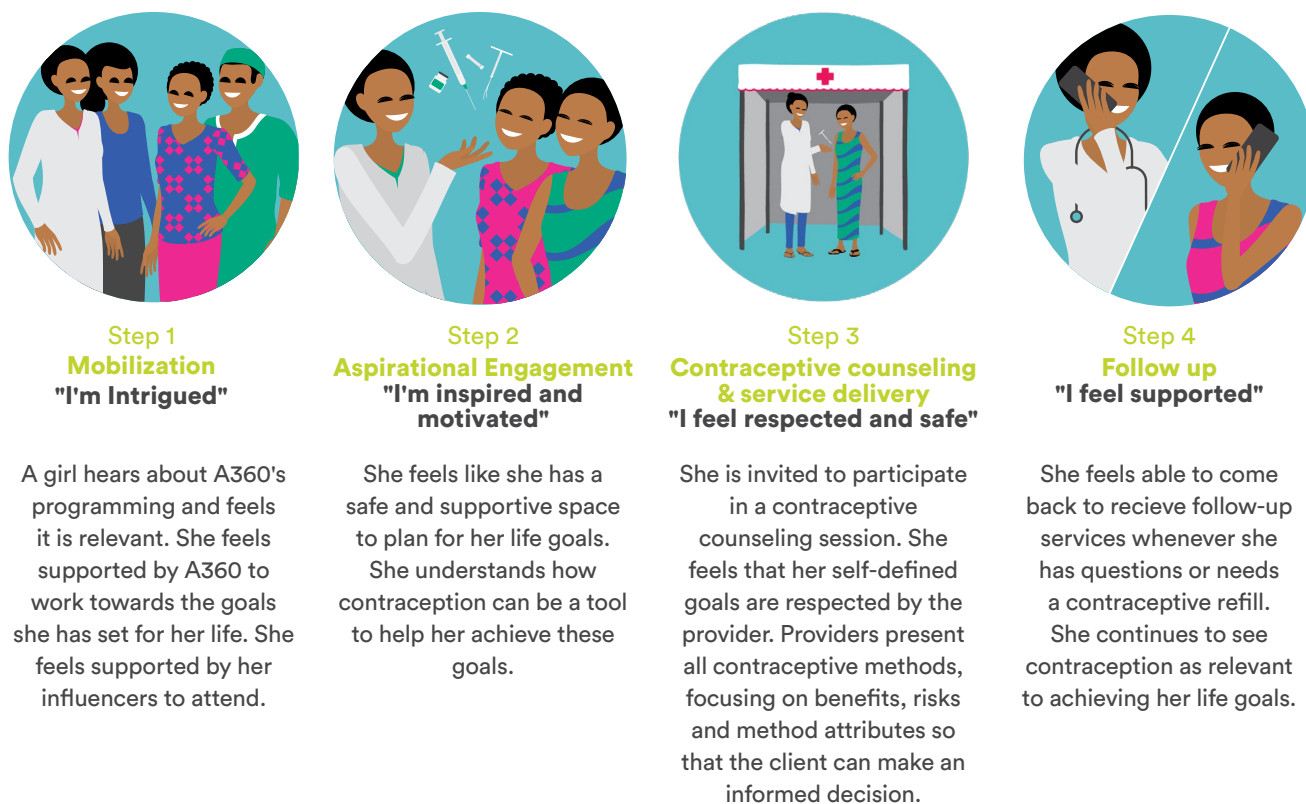 Step 1
Mobilization
"I'm Intrigued"
A girl hears about A360's
programming and feels
it is relevant. She feels
supported by A360 to
work towards the goals
she has set for her life. She
feels supported by her
influencers to attend.
Step 2
Aspirational Engagement
"I'm inspired and
motivated"
She feels like she has a
safe and supportive space
to plan for her life goals.
She understands how
contraception can be a tool
to help her achieve these
goals.
Step 3
Contraceptive counseling
& service delivery
"I feel respected and safe"
She is invited to participate
in a contraceptive
counseling session. She
feels that her self-defined
goals are respected by the
provider. Providers present
all contraceptive methods,
focusing on benefits, risks
and method attributes so
that the client can make an
informed decision.
Step 4
Follow up
"I feel supported"
She feels able to come
back to recieve follow-up
services whenever she
has questions or needs
a contraceptive refill.
She continues to see
contraception as relevant
to achieving her life goals.